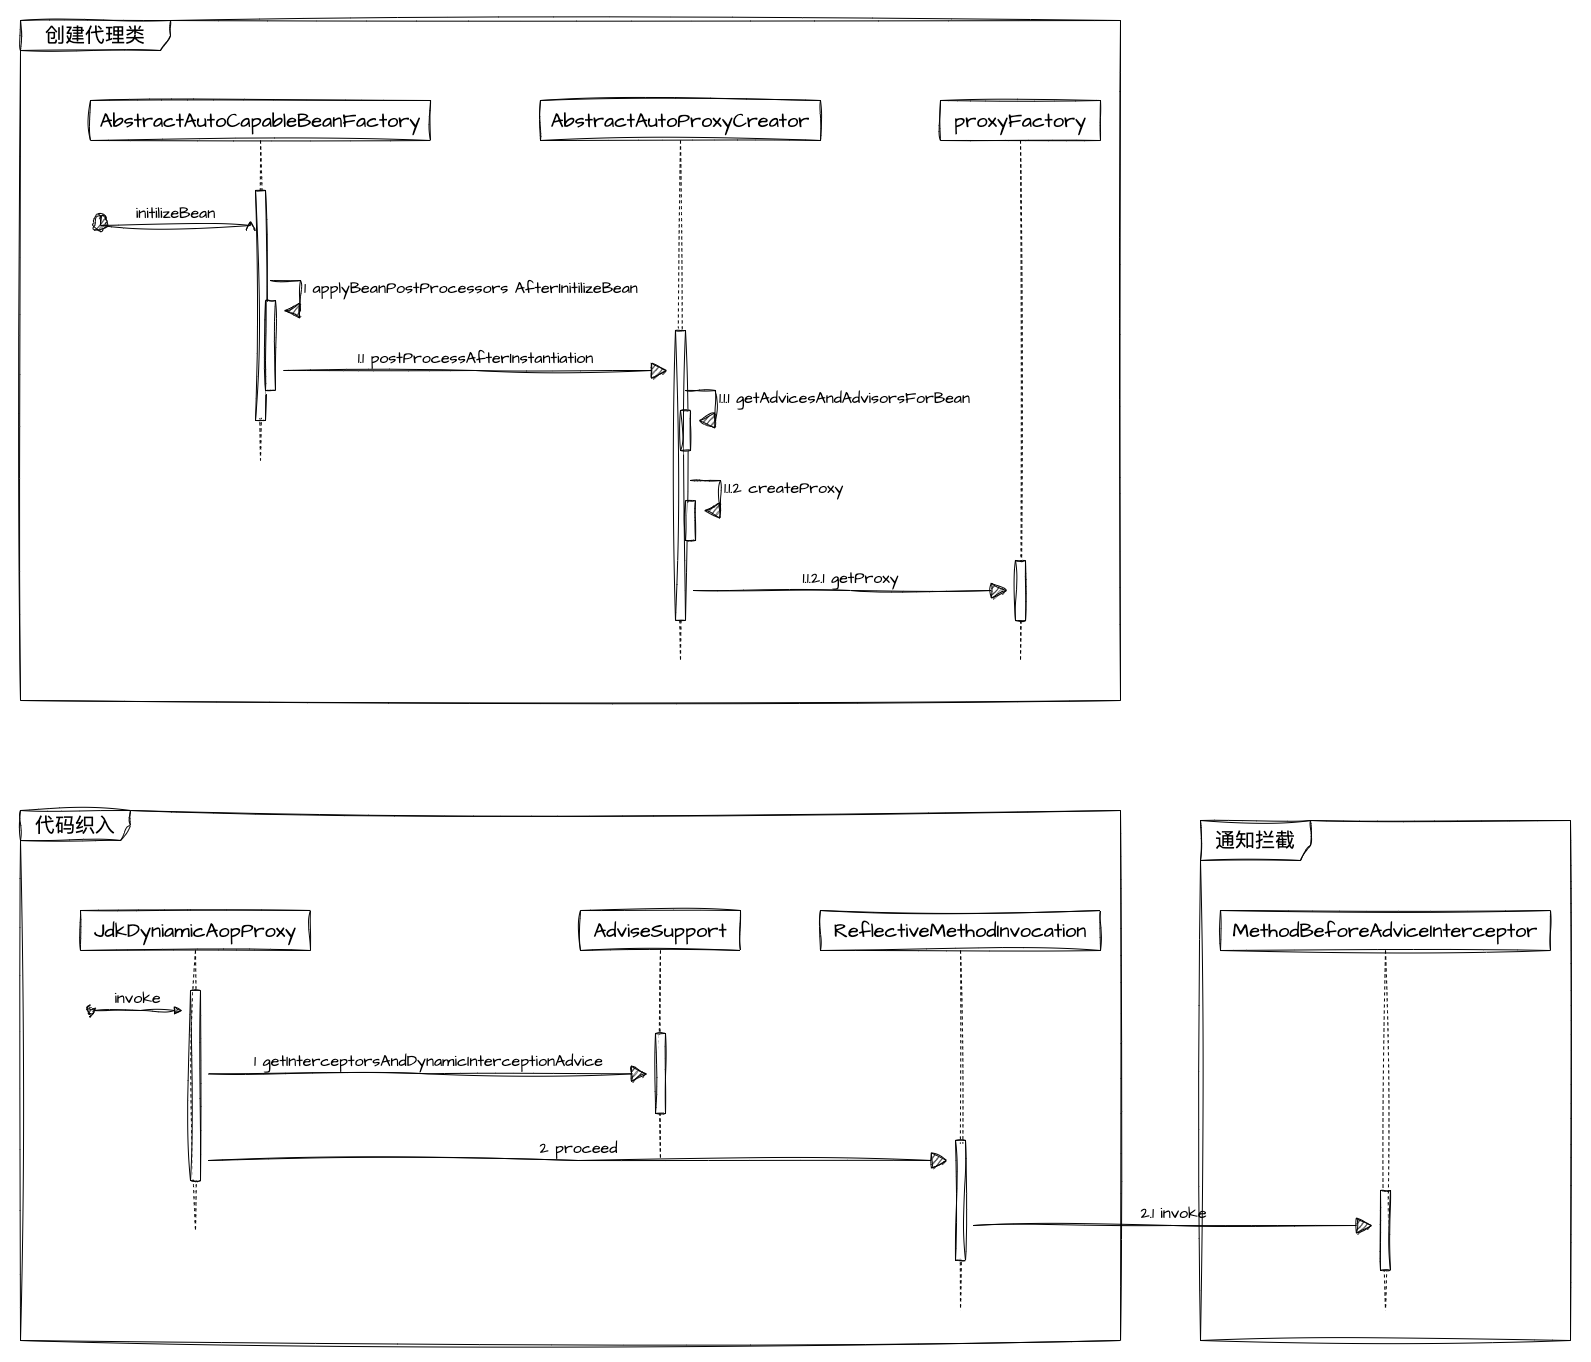 创建代理类
AbstractAutoCapableBeanFactory
AbstractAutoProxyCreator
proxyFactory
initilizeBean
1 applyBeanPostProcessors AfterInitilizeBean
1.1 postProcessAfterInstantiation
1.1.1 getAdvicesAndAdvisorsForBean
1.1.2 createProxy
1.1.2.1 getProxy
代码织入
通知拦截
JdkDyniamicAopProxy
AdviseSupport
ReflectiveMethodInvocation
MethodBeforeAdviceInterceptor
invoke
1 getInterceptorsAndDynamicInterceptionAdvice
2 proceed
2.1 invoke